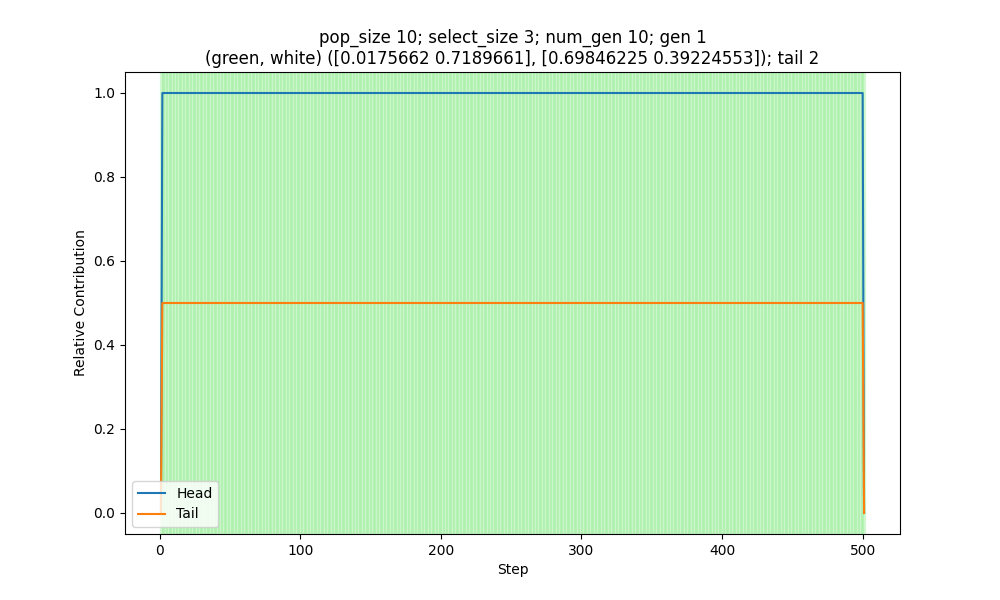 pop_size 10; select_size 3; num_gen 10; gen 1
(green, white) ([0.0175662 0.7189661], [0.69846225 0.39224553]); tail 2
1.0
0.8
0.6
0.4
0.2
0.0
Relative Contribution
Head
Tail
0 100 200 300 400 500
Step